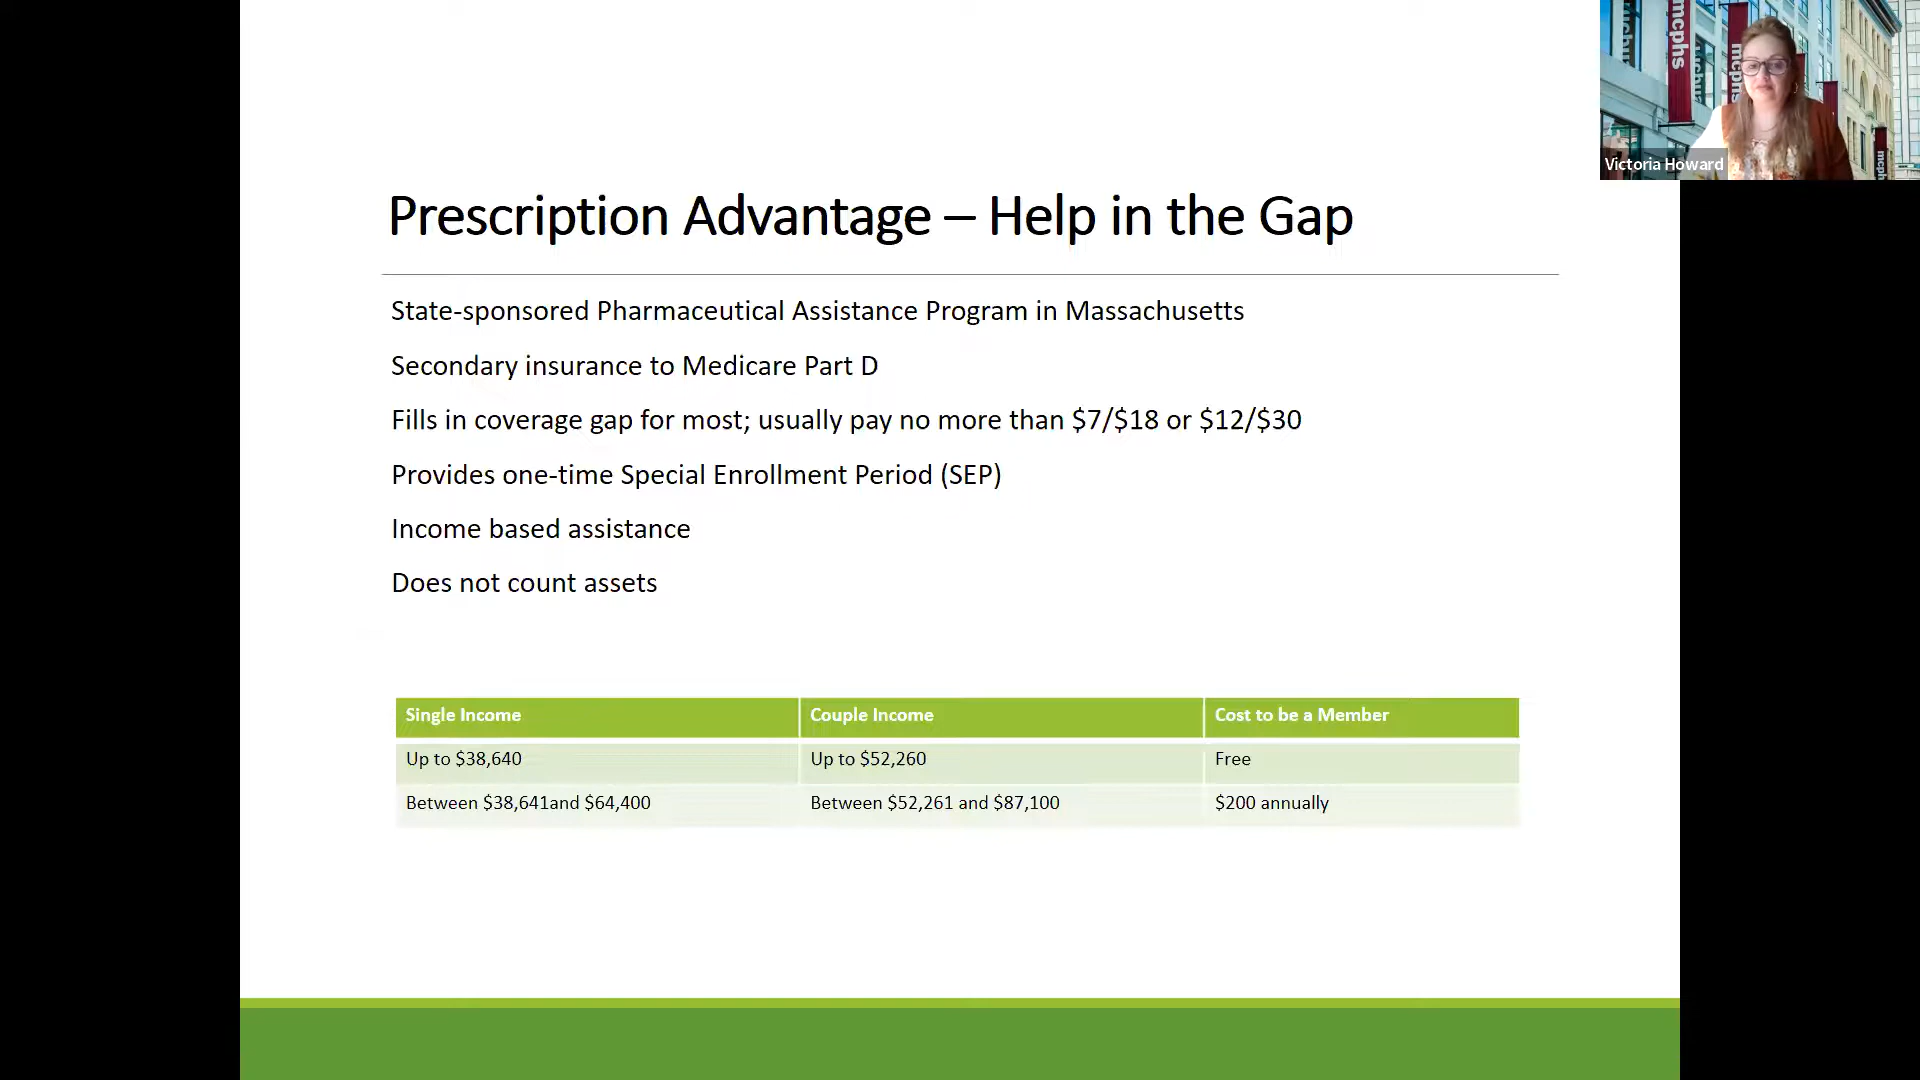 mcphs
mcphs
mcphs
Victoria Howard
Prescription Advantage – Help in the Gap
State-sponsored Pharmaceutical Assistance Program in Massachusetts
Secondary insurance to Medicare Part D
Fills in coverage gap for most; usually pay no more than $7/$18 or $12/$30
Provides one-time Special Enrollment Period (SEP)
Income based assistance
Does not count assets
Single Income Couple Income Cost to be a Member
Up to $38,640 Up to $52,260 Free
Between $38,641and $64,400 Between $52,261 and $87,100 $200 annually